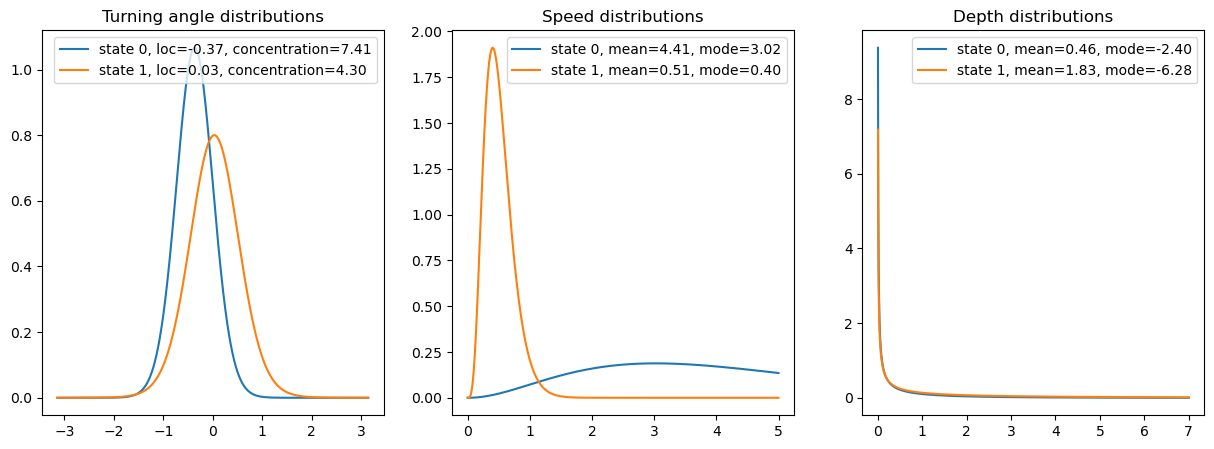 Turning angle distributions
state 0, loc=-0.37, concentration=7.41
state 1, loc=0.03, concentration=4.30
1.0
0.8
0.6
0.4
0.2
0.0
−3 −2 −1 0 1 2 3
Speed distributions
state 0, mean=4.41, mode=3.02
state 1, mean=0.51, mode=0.40
2.00
1.75
1.50
1.25
1.00
0.75
0.50
0.25
0.00
0 1 2 3 4 5
Depth distributions
state 0, mean=0.46, mode=-2.40
state 1, mean=1.83, mode=-6.28
8
6
4
2
0
0 1 2 3 4 5 6 7